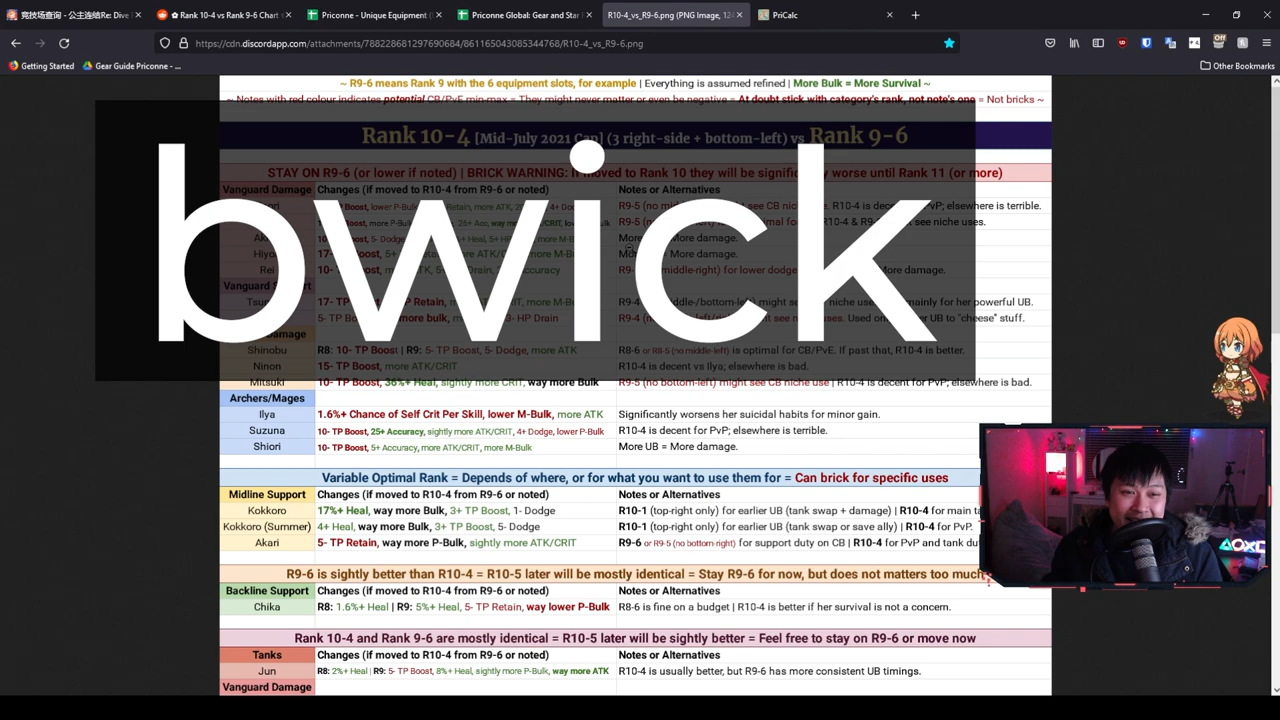 竞技场查询 - 公主连结Re: Dive
✿ Rank 10-4 vs Rank 9-6 Chart
Priconne - Unique Equipment (
Priconne Global: Gear and Star
R10-4_vs_R9-6.png (PNG Image, 124
PriCalc
https://cdn.discordapp.com/attachments/788228681297690684/861165043085344768/R10-4_vs_R9-6.png
Getting Started
Gear Guide Priconne - ...
Other Bookmarks
~ R9-6 means Rank 9 with the 6 equipment slots, for example | Everything is assumed refined | More Bulk = More Survival ~
~ Notes with red colour indicates potential CB/PvE min-max = They might never matter or even be negative = At doubt stick with category's rank, not note's one = Not bricks ~
Rank 10-4 [Mid-July 2021 Cap] (3 right-side + bottom-left) vs Rank 9-6
STAY ON R9-6 (or lower if noted) | BRICK WARNING: If moved to Rank 10 they will be significantly worse until Rank 11 (or more)
Vanguard Damage Changes (if moved to R10-4 from R9-6 or noted) Notes or Alternatives
bwick
Shinobu R8: 10- TP Boost | R9: 5- TP Boost, 5- Dodge, more ATK R8-6 or R8-5 (no middle-left) is optimal for CB/PvE. If past that, R10-4 is better.
Ninon 15- TP Boost, more ATK/CRIT R10-4 is decent vs Ilya; elsewhere is bad.
Mitsuki 10- TP Boost, 36%+ Heal, sightly more CRIT, way more Bulk R9-5 (no bottom-left) might see CB niche use | R10-4 is decent for PvP; elsewhere is bad.
Archers/Mages Changes (if moved to R10-4 from R9-6 or noted) Notes or Alternatives
Ilya 1.6%+ Chance of Self Crit Per Skill, lower M-Bulk, more ATK Significantly worsens her suicidal habits for minor gain.
Suzuna 10- TP Boost, 25+ Accuracy, sightly more ATK/CRIT, 4+ Dodge, lower P-Bulk R10-4 is decent for PvP; elsewhere is terrible.
Shiori 10- TP Boost, 5+ Accuracy, more ATK/CRIT, more M-Bulk More UB = More damage.
Variable Optimal Rank = Depends of where, or for what you want to use them for = Can brick for specific uses
Midline Support Changes (if moved to R10-4 from R9-6 or noted) Notes or Alternatives
Kokkoro 17%+ Heal, way more Bulk, 3+ TP Boost, 1- Dodge R10-1 (top-right only) for earlier UB (tank swap + damage) | R10-4 for main
Kokkoro (Summer) 4+ Heal, way more Bulk, 3+ TP Boost, 5- Dodge R10-1 (top-right only) for earlier UB (tank swap or save ally) | R10-4 for PvP.
Akari 5- TP Retain, way more P-Bulk, sightly more ATK/CRIT R9-6 or R9-5 (no bottom-right) for support duty on CB | R10-4 for PvP and tank
R9-6 is sightly better than R10-4 = R10-5 later will be mostly identical = Stay R9-6 for now, but does not matters too much
Backline Support Changes (if moved to R10-4 from R9-6 or noted) Notes or Alternatives
Chika R8: 1.6%+ Heal | R9: 5%+ Heal, 5- TP Retain, way lower P-Bulk R8-6 is fine on a budget | R10-4 is better if her survival is not a concern.
Rank 10-4 and Rank 9-6 are mostly identical = R10-5 later will be sightly better = Feel free to stay on R9-6 or move now
Tanks Changes (if moved to R10-4 from R9-6 or noted) Notes or Alternatives
Jun R8: 2%+ Heal | R9: 5- TP Boost, 8%+ Heal, sightly more P-Bulk, way more ATK R10-4 is usually better, but R9-6 has more consistent UB timings.
Vanguard Damage